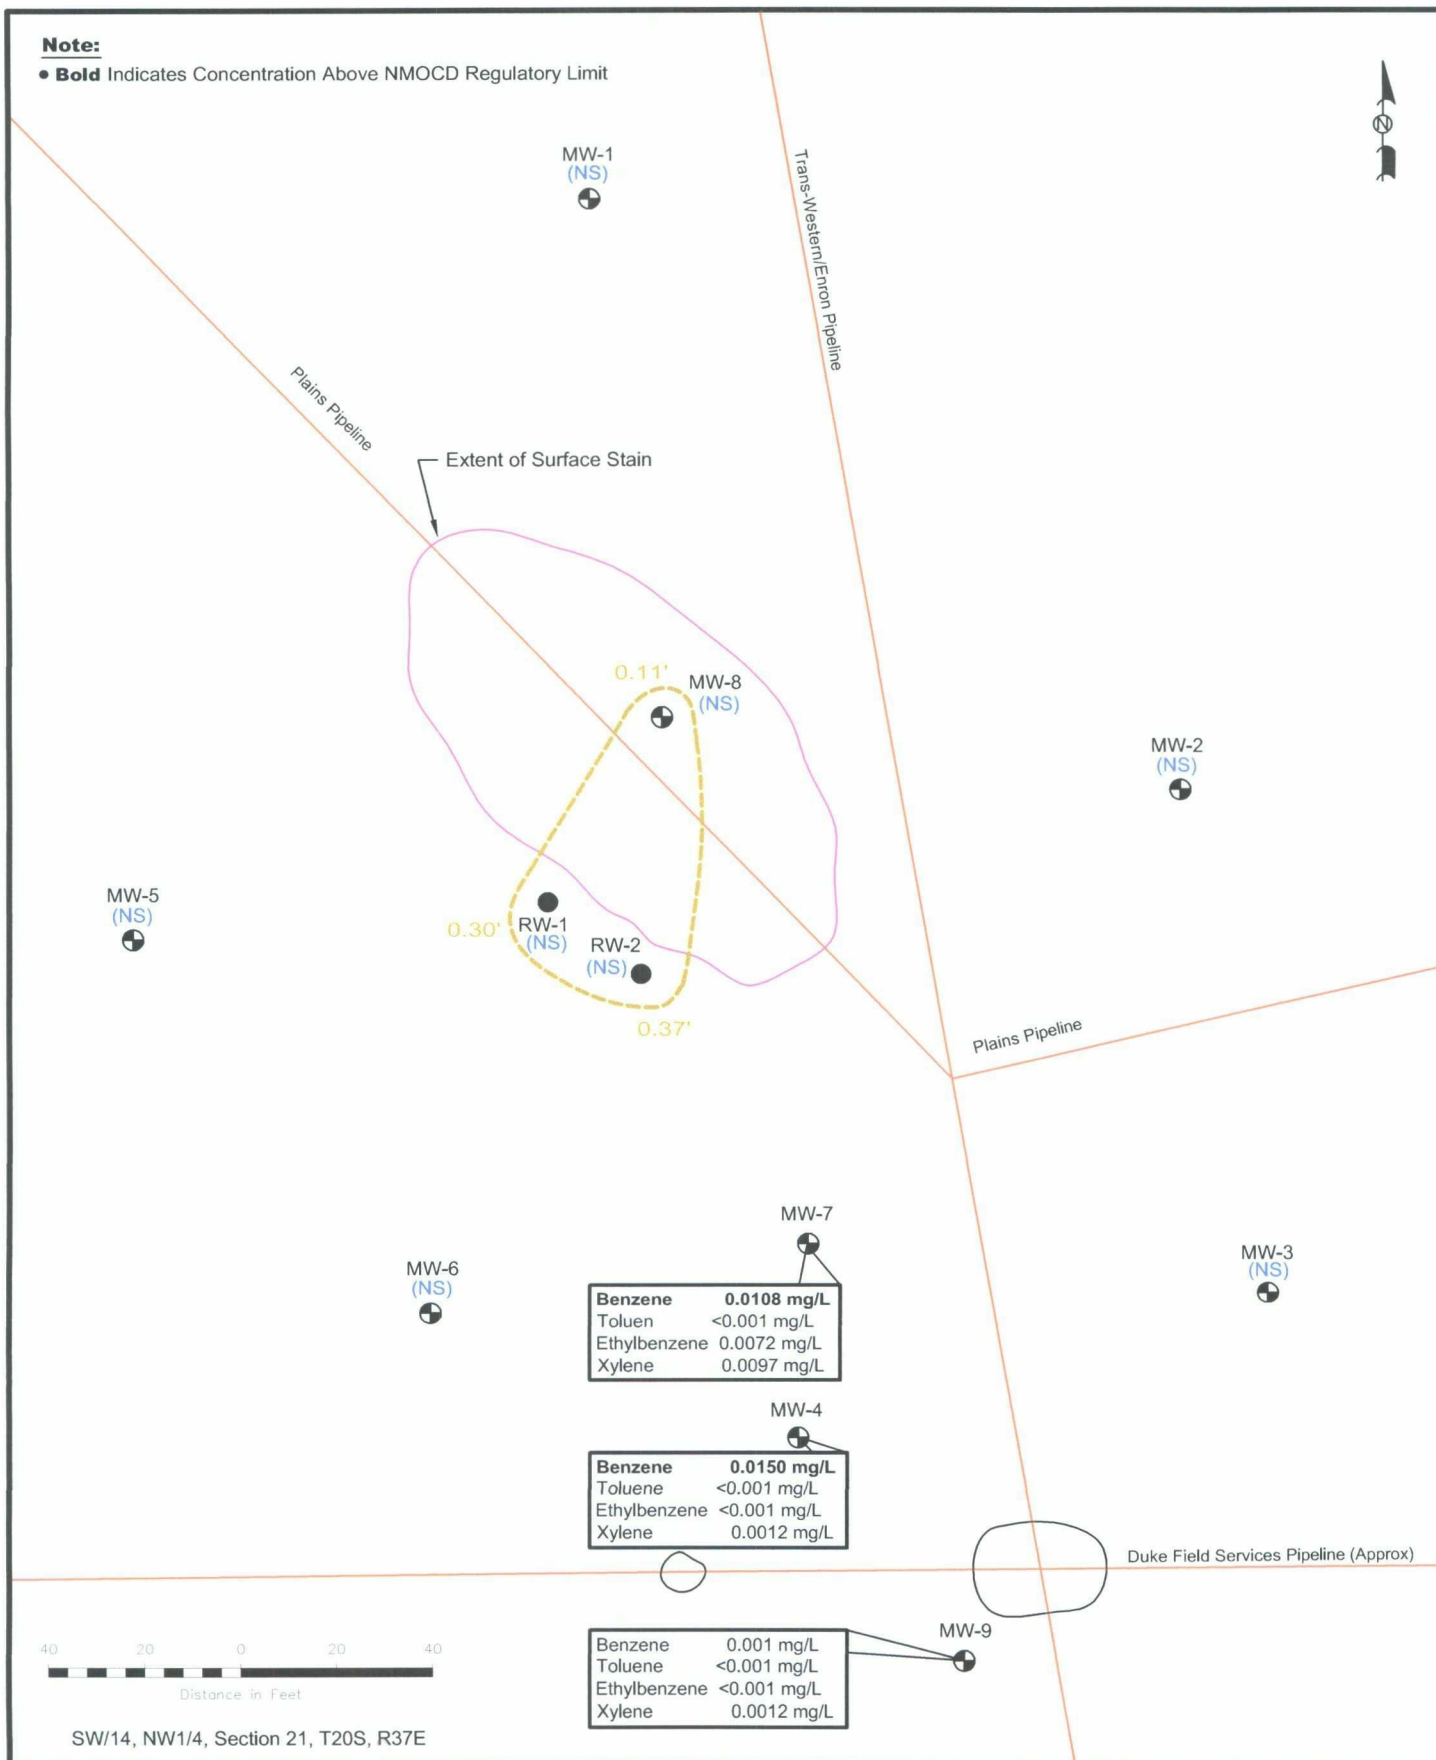 Note:
• Bold Indicates Concentration Above NMOCD Regulatory Limit
N
MW-1
(NS)
Trans-Western/Enron Pipeline
Plains Pipeline
Extent of Surface Stain
0.11'
MW-8
(NS)
MW-2
(NS)
MW-5
(NS)
0.30'
RW-1
(NS)
RW-2
(NS)
0.37'
Plains Pipeline
MW-7
MW-6
(NS)
MW-3
(NS)
Benzene 0.0108 mg/L
Toluen <0.001 mg/L
Ethylbenzene 0.0072 mg/L
Xylene 0.0097 mg/L
MW-4
Benzene 0.0150 mg/L
Toluene <0.001 mg/L
Ethylbenzene <0.001 mg/L
Xylene 0.0012 mg/L
Duke Field Services Pipeline (Approx)
MW-9
Benzene 0.001 mg/L
Toluene <0.001 mg/L
Ethylbenzene <0.001 mg/L
Xylene 0.0012 mg/L
40 20 0 20 40
Distance in Feet
SW/14, NW1/4, Section 21, T20S, R37E